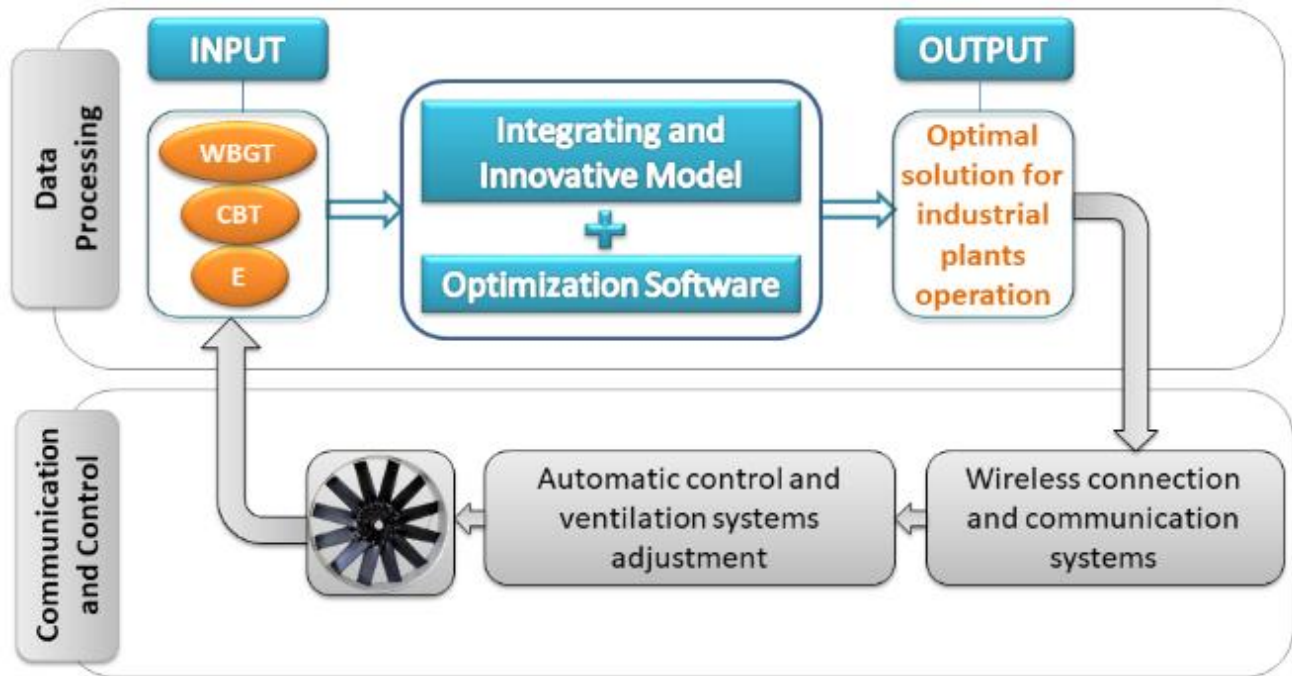 INPUT
OUTPUT
Data
Processing
WBGT
CBT
E
Integrating and
Innovative Model
+
Optimization Software
Optimal
solution for
industrial
plants
operation
Communication
and Control
Automatic control and
ventilation systems
adjustment
Wireless connection
and communication
systems